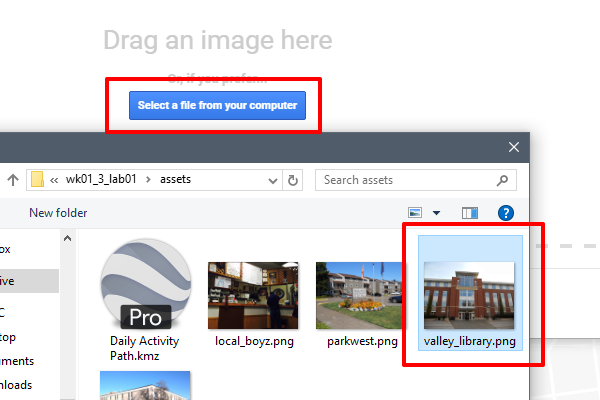 Drag an image here
Or, if you prefer...
Select a file from your computer
« wk01_3_lab01 > assets
Search assets
New folder
?
ox
ive
C
top
uments
nloads
Pro
Daily Activity
Path.kmz
local_boyz.png
parkwest.png
valley_library.png